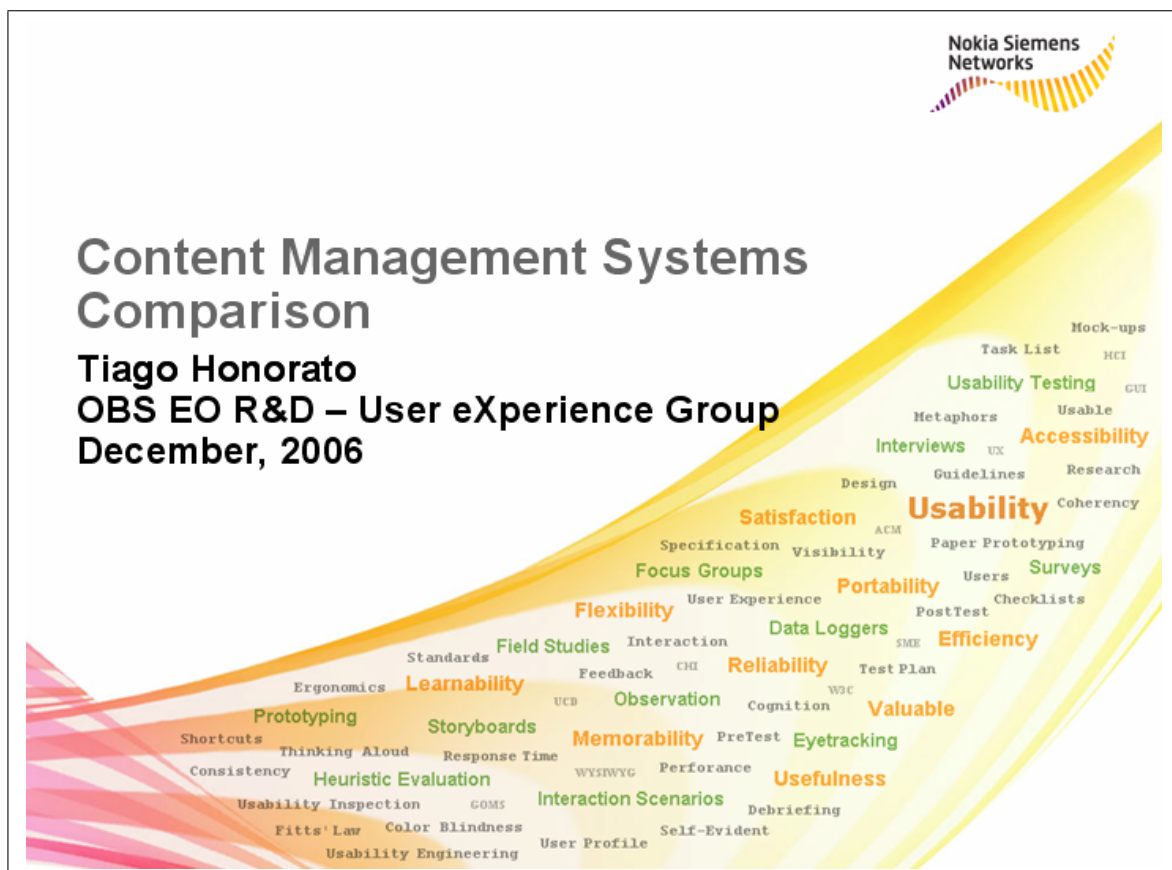 Nokia Siemens
Networks
Content Management Systems
Comparison
Tiago Honorato
OBS EO R&D – User eXperience Group
December, 2006
Mock-ups
Task List
HCI
Usability Testing
GUI
Metaphors
Usable
Interviews
UX
Accessibility
Guidelines
Research
Design
Usability
Coherency
Satisfaction
ACM
Specification
Visibility
Paper Prototyping
Focus Groups
Portability
Users
Surveys
Flexibility
User Experience
PostTest
Checklists
Field Studies
Interaction
Data Loggers
SME
Efficiency
Standards
Feedback
CHI
Reliability
Test Plan
Ergonomics
Learnability
UCD
Observation
Cognition
W3C
Valuable
Prototyping
Storyboards
Memorability
PreTest
Eyetracking
Shortcuts
Thinking Aloud
Response Time
Consistency
Heuristic Evaluation
WYSIWYG
Perforance
Usefulness
Usability Inspection
GOMS
Interaction Scenarios
Debriefing
Fitts' Law
Color Blindness
User Profile
Self-Evident
Usability Engineering